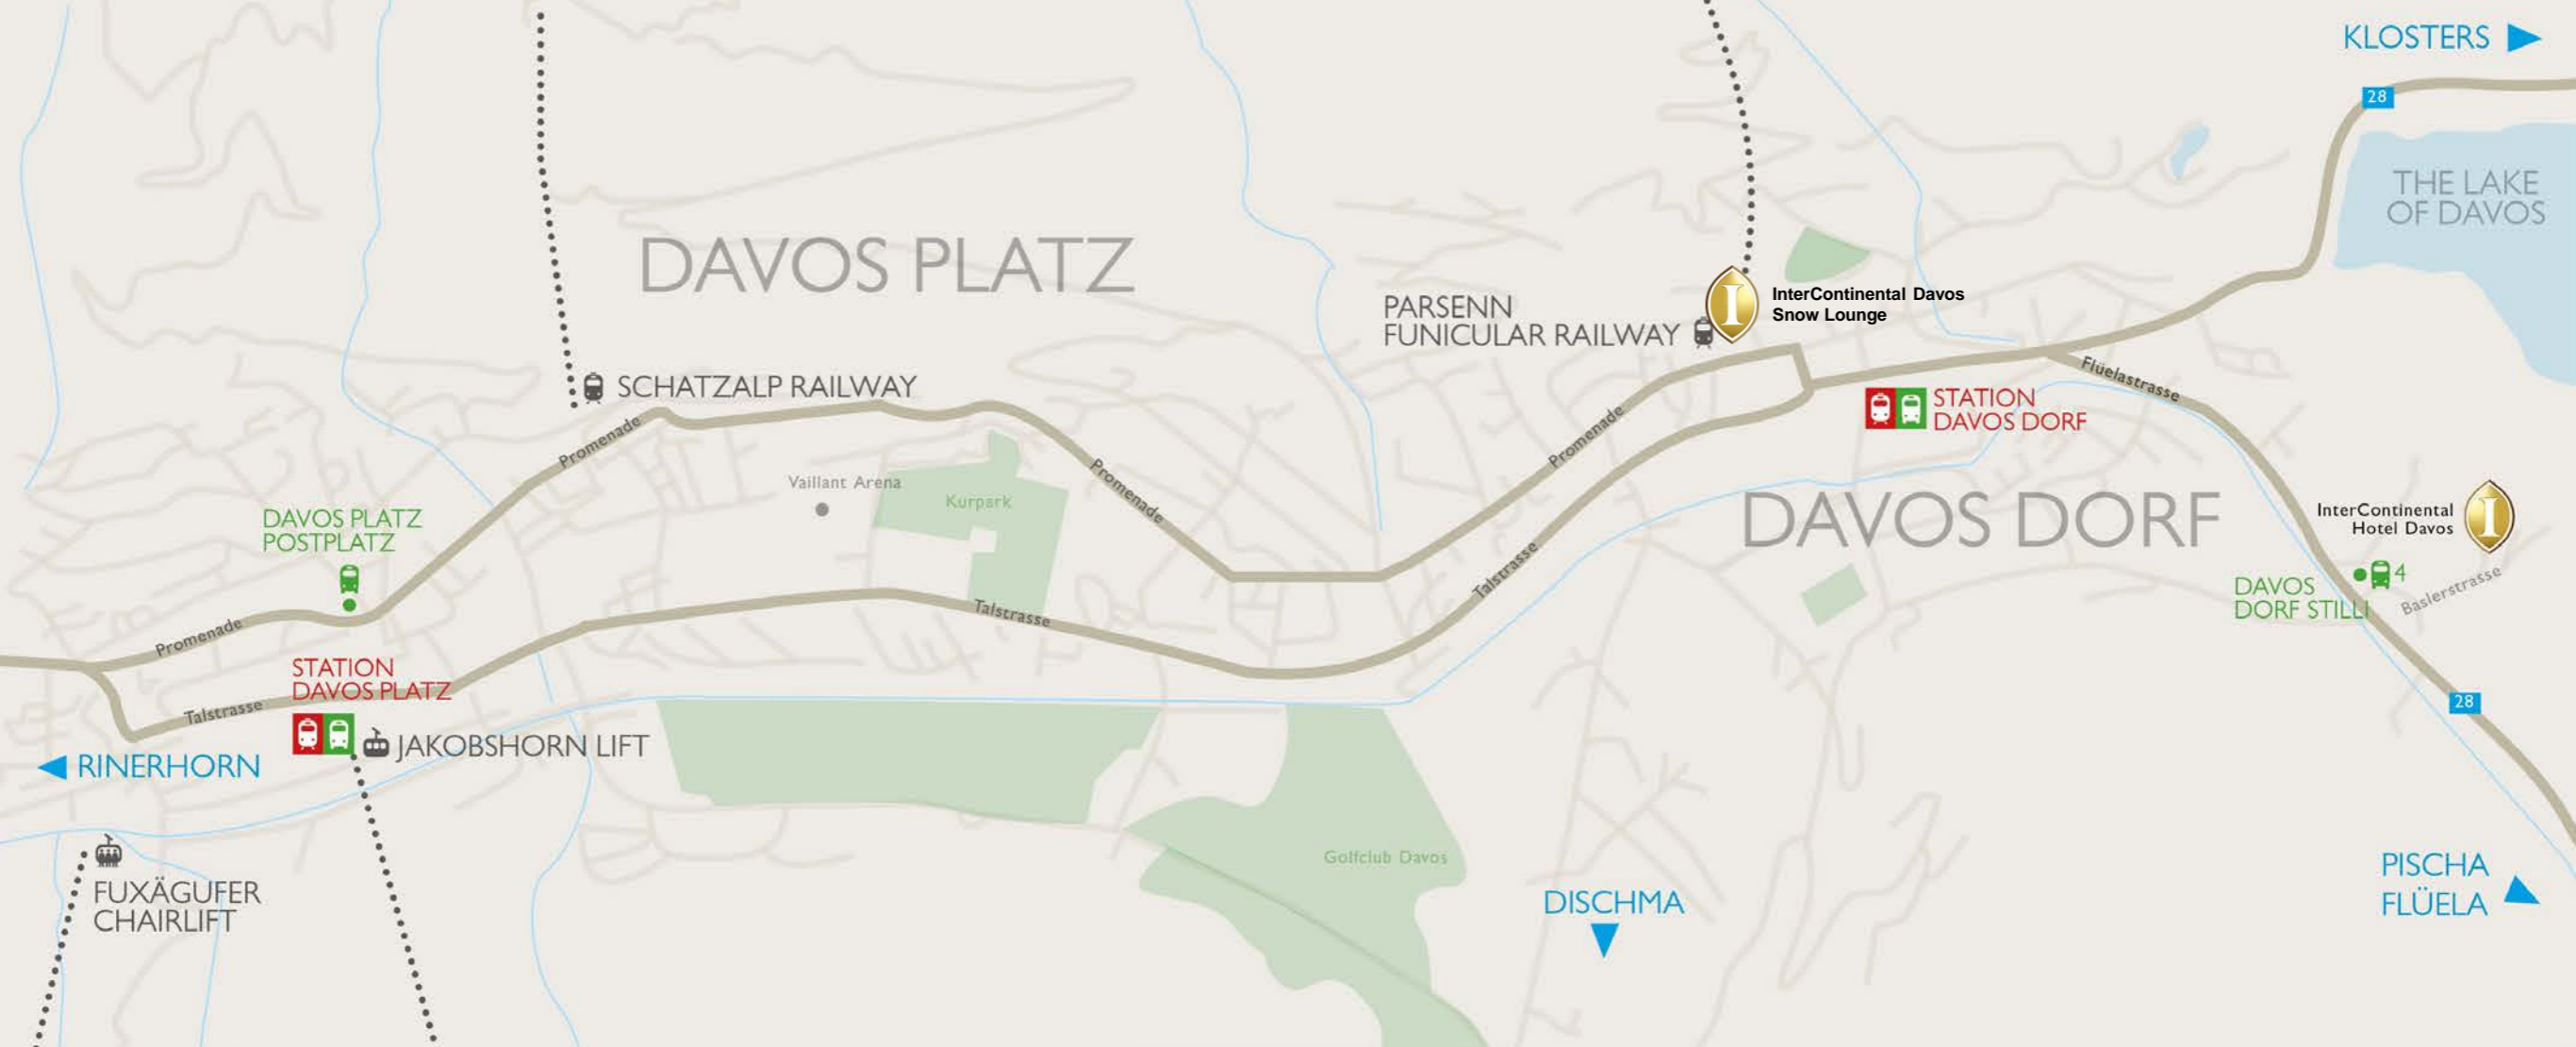 KLOSTERS
28
THE LAKE
OF DAVOS
DAVOS PLATZ
PARSENN
FUNICULAR RAILWAY
I
InterContinental Davos
Snow Lounge
SCHATZALP RAILWAY
Promenade
Flüelastrasse
STATION
DAVOS DORF
Promenade
Promenade
Vaillant Arena
Kurpark
DAVOS DORF
InterContinental
Hotel Davos
I
DAVOS PLATZ
POSTPLATZ
Talstrasse
4
DAVOS
DORF STILLI
Baslerstrasse
Promenade
Talstrasse
STATION
DAVOS PLATZ
Talstrasse
28
JAKOBSHORN LIFT
RINERHORN
Golfclub Davos
FUXÄGUFER
CHAIRLIFT
DISCHMA
PISCHA
FLÜELA